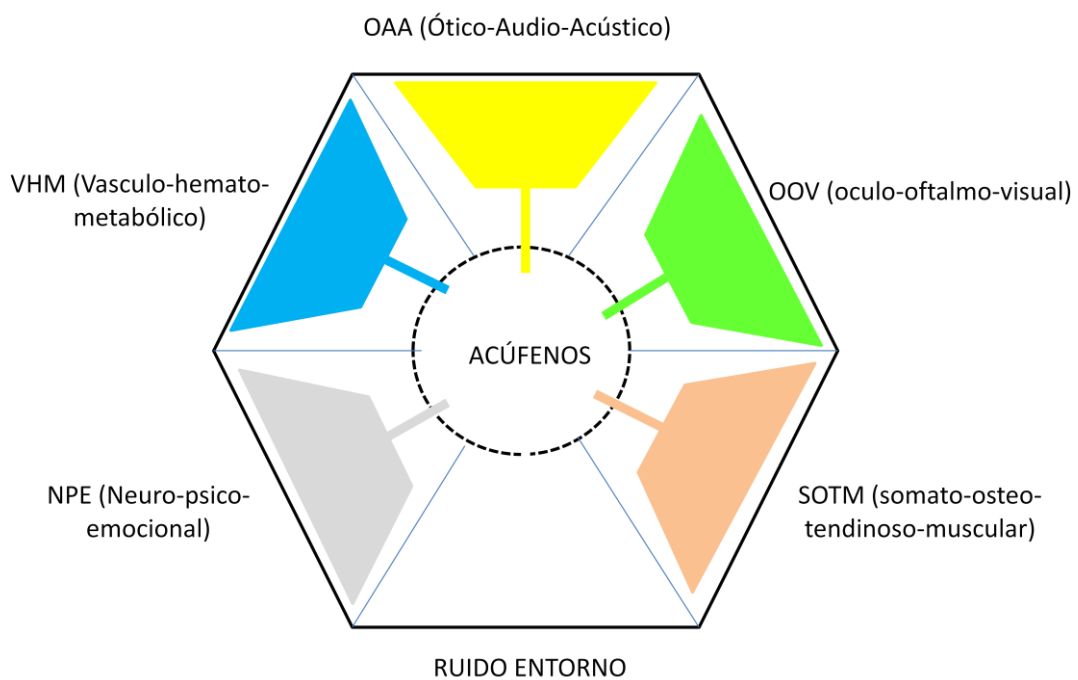 OAA (Ótico-Audio-Acústico)
VHM (Vasculo-hemato-
metabólico)
OOV (oculo-oftalmo-visual)
ACÚFENOS
NPE (Neuro-psico-
emocional)
SOTM (somato-osteo-
tendinoso-muscular)
RUIDO ENTORNO